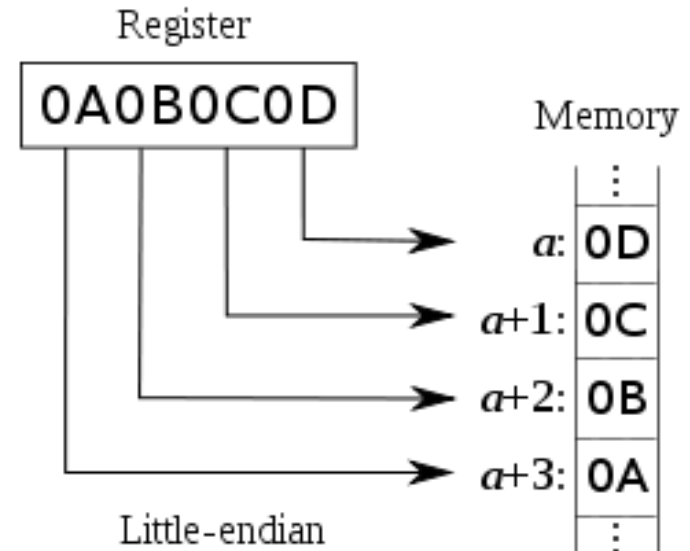 Register
0A0B0C0D
Memory
⋮
a: 0D
a+1: 0C
a+2: 0B
a+3: 0A
⋮
Little-endian